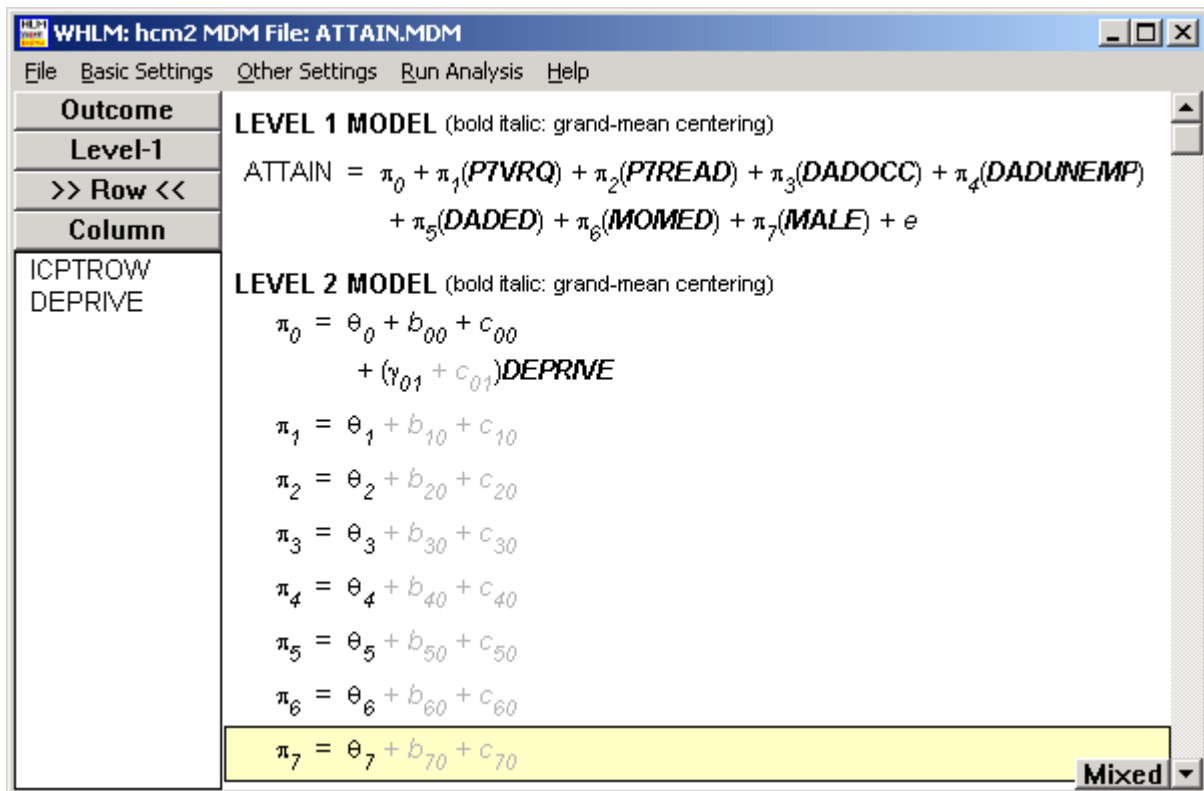 WHLM: hcm2 MDM File: ATTAIN.MDM
File Basic Settings Other Settings Run Analysis Help
Outcome
Level-1
>> Row <<
Column
ICPTROW
DEPRIVE
LEVEL 1 MODEL (bold italic: grand-mean centering)
ATTAIN = π0 + π1(P7VRQ) + π2(P7READ) + π3(DADOCC) + π4(DADUNEMP)
+ π5(DADED) + π6(MOMED) + π7(MALE) + e
LEVEL 2 MODEL (bold italic: grand-mean centering)
π0 = θ0 + b00 + c00
+ (γ01 + c01)DEPRIVE
π1 = θ1 + b10 + c10
π2 = θ2 + b20 + c20
π3 = θ3 + b30 + c30
π4 = θ4 + b40 + c40
π5 = θ5 + b50 + c50
π6 = θ6 + b60 + c60
π7 = θ7 + b70 + c70
Mixed